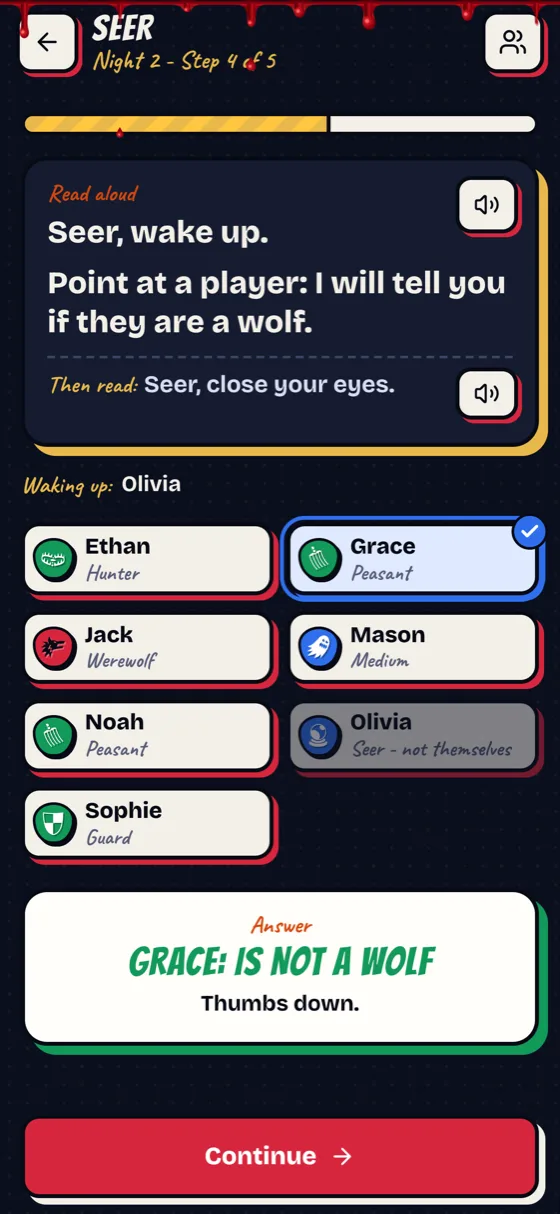 SEER
Night 2 - Step 4 of 5
Read aloud
Seer, wake up.
Point at a player: I will tell you
if they are a wolf.
Then read: Seer, close your eyes.
Waking up: Olivia
Ethan
Hunter
Grace
Peasant
Jack
Werewolf
Mason
Medium
Noah
Peasant
Olivia
Seer - not themselves
Sophie
Guard
Answer
GRACE: IS NOT A WOLF
Thumbs down.
Continue →